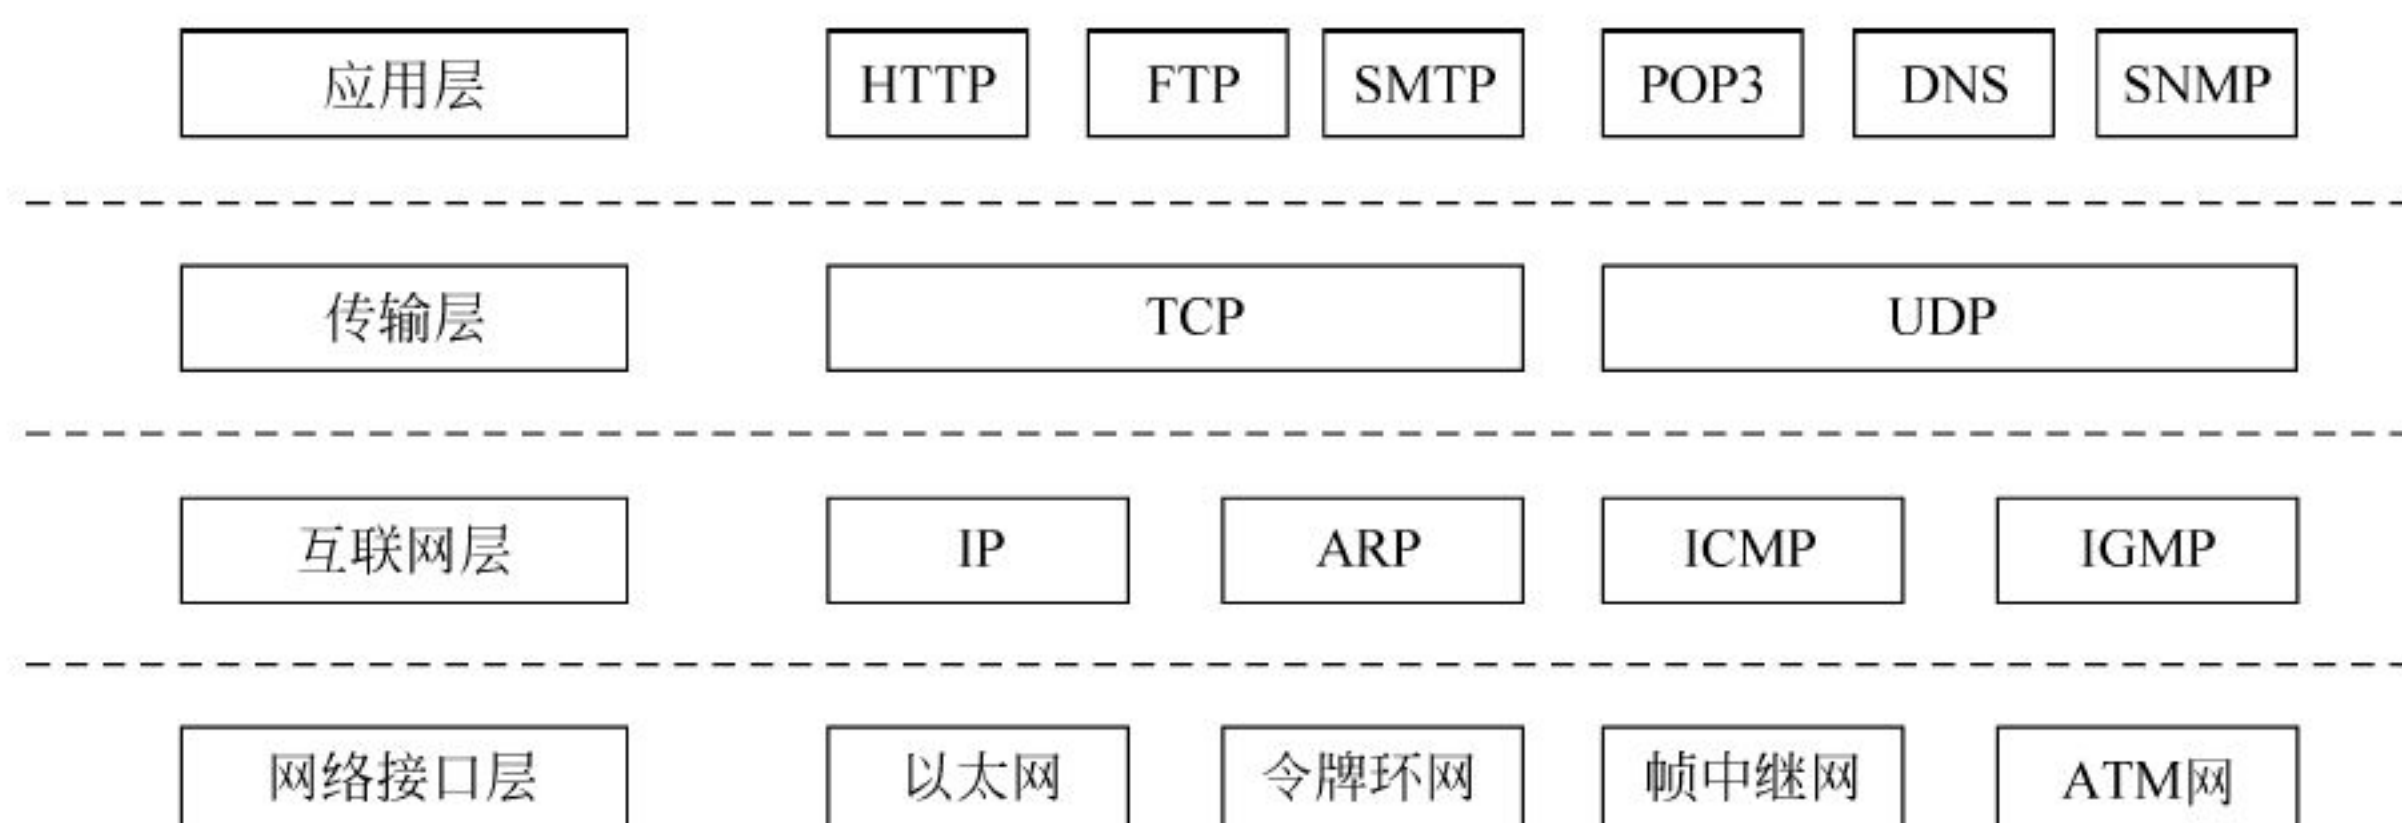 应用层 HTTP FTP SMTP POP3 DNS SNMP
传输层 TCP UDP
互联网层 IP ARP ICMP IGMP
网络接口层 以太网 令牌环网 帧中继网 ATM网